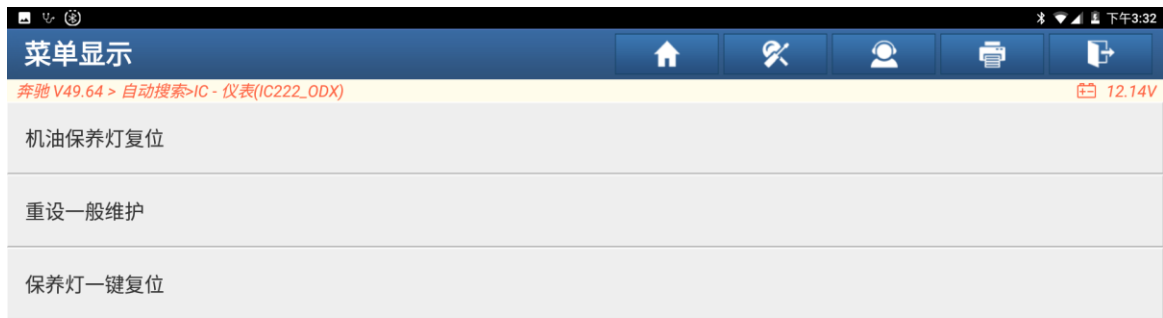 下午3:32
菜单显示
奔驰 V49.64 > 自动搜索>IC - 仪表(IC222_ODX)
12.14V
机油保养灯复位
重设一般维护
保养灯一键复位